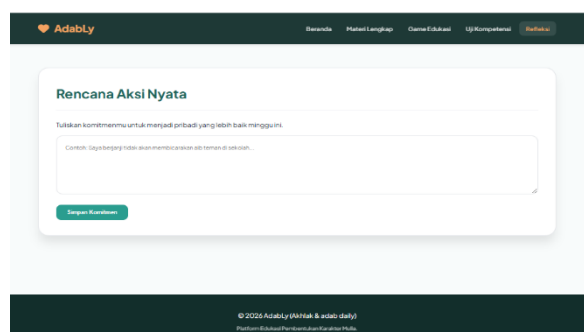 AdabLy
Beranda Materi Lengkap Game Edukasi Uji Kompetensi Refleksi
Rencana Aksi Nyata
Tuliskan komitmenmu untuk menjadi pribadi yang lebih baik minggu ini.
Contoh: Saya berjanji tidak akan membicarakan aib teman di sekolah...
Simpan Komitmen
© 2026 AdabLy (Akhlak & adab daily)
Platform Edukasi Pembentukan Karakter Mulia.